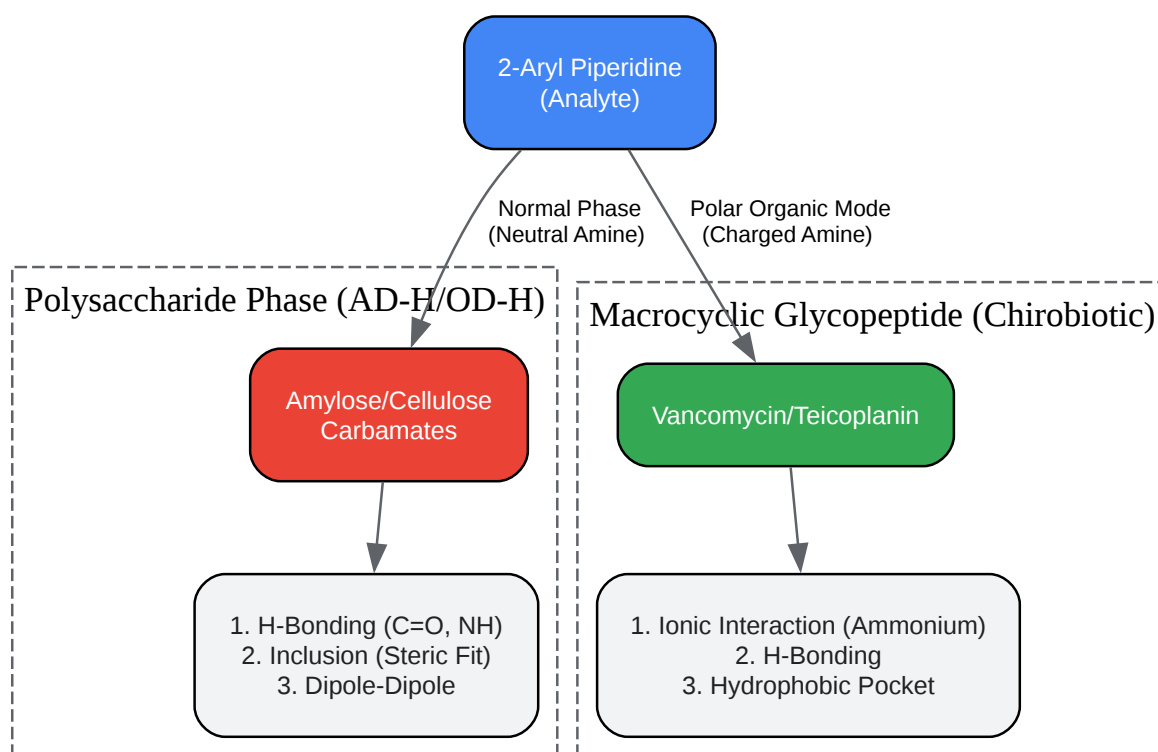 2-Aryl Piperidine
(Analyte)
Normal Phase
(Neutral Amine)
Polar Organic Mode
(Charged Amine)
Polysaccharide Phase (AD-H/OD-H)
Macrocyclic Glycopeptide (Chirobiotic)
Amylose/Cellulose
Carbamates
Vancomycin/Teicoplanin
1. H-Bonding (C=O, NH)
2. Inclusion (Steric Fit)
3. Dipole-Dipole
1. Ionic Interaction (Ammonium)
2. H-Bonding
3. Hydrophobic Pocket